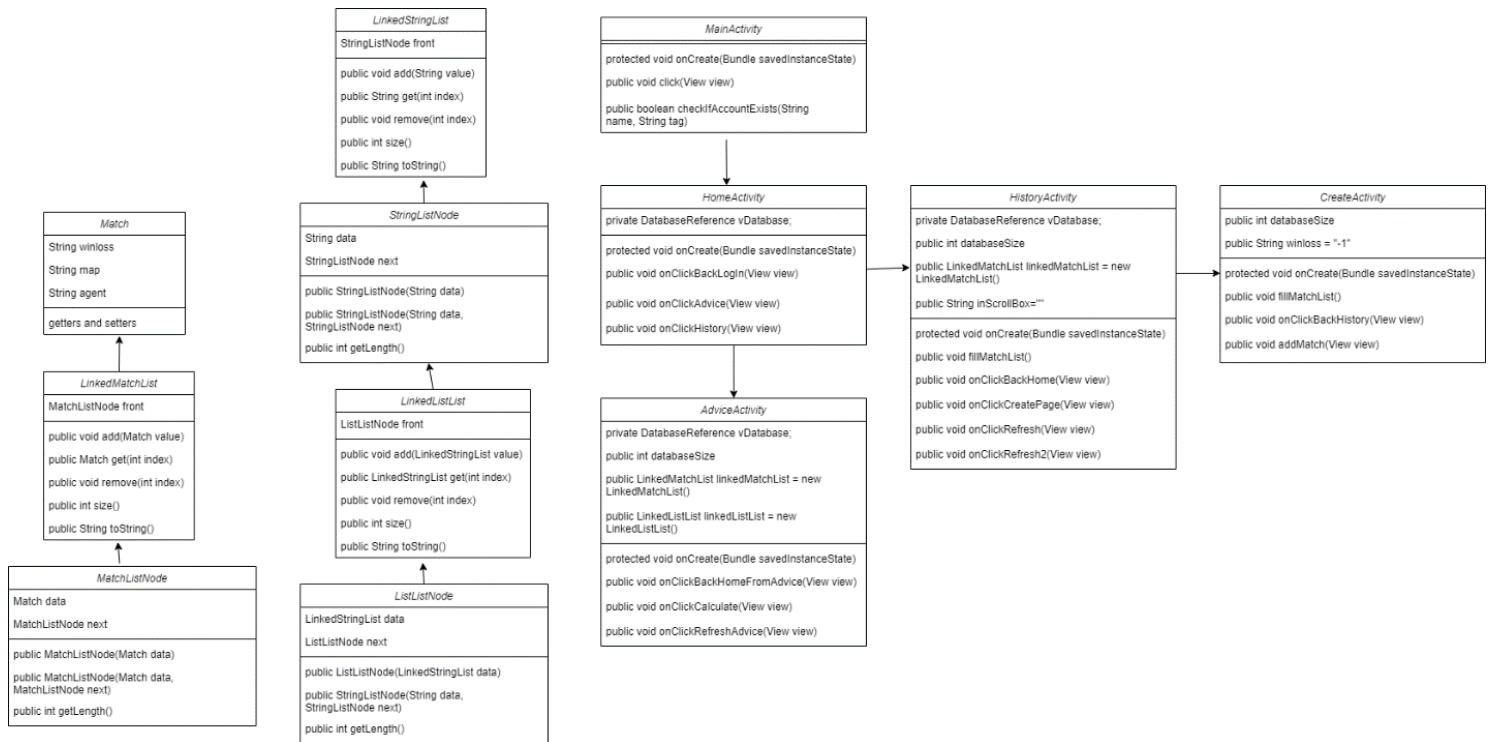 LinkedStringList
StringListNode front
public void add(String value)
public String get(int index)
public void remove(int index)
public int size()
public String toString()
MainActivity
protected void onCreate(Bundle savedInstanceState)
public void click(View view)
public boolean checkIfAccountExists(String
name, String tag)
Match
String winloss
String map
String agent
getters and setters
StringListNode
String data
StringListNode next
public StringListNode(String data)
public StringListNode(String data,
StringListNode next)
public int getLength()
HomeActivity
private DatabaseReference vDatabase;
protected void onCreate(Bundle savedInstanceState)
public void onClickBackLogIn(View view)
public void onClickAdvice(View view)
public void onClickHistory(View view)
HistoryActivity
private DatabaseReference vDatabase;
public int databaseSize
public LinkedMatchList linkedMatchList = new
LinkedMatchList()
public String inScrollBox=""
protected void onCreate(Bundle savedInstanceState)
public void fillMatchList()
public void onClickBackHome(View view)
public void onClickCreatePage(View view)
public void onClickRefresh(View view)
public void onClickRefresh2(View view)
CreateActivity
public int databaseSize
public String winloss = "-1"
protected void onCreate(Bundle savedInstanceState)
public void fillMatchList()
public void onClickBackHistory(View view)
public void addMatch(View view)
LinkedMatchList
MatchListNode front
public void add(Match value)
public Match get(int index)
public void remove(int index)
public int size()
public String toString()
LinkedListList
ListListNode front
public void add(LinkedStringList value)
public LinkedStringList get(int index)
public void remove(int index)
public int size()
public String toString()
AdviceActivity
private DatabaseReference vDatabase;
public int databaseSize
public LinkedMatchList linkedMatchList = new
LinkedMatchList()
public LinkedListList linkedListList = new
LinkedListList()
protected void onCreate(Bundle savedInstanceState)
public void onClickBackHomeFromAdvice(View view)
public void onClickCalculate(View view)
public void onClickRefreshAdvice(View view)
MatchListNode
Match data
MatchListNode next
public MatchListNode(Match data)
public MatchListNode(Match data,
MatchListNode next)
public int getLength()
ListListNode
LinkedStringList data
ListListNode next
public ListListNode(LinkedStringList data)
public StringListNode(String data,
StringListNode next)
public int getLength()